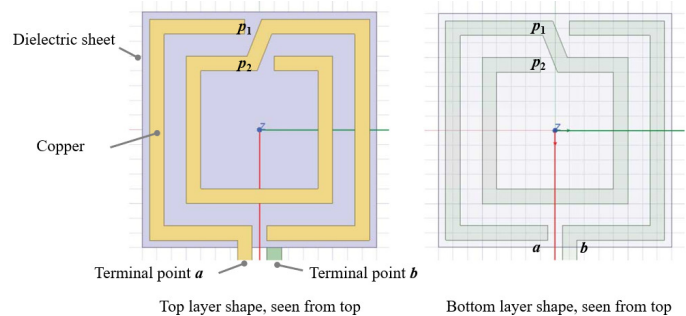 Dielectric sheet
Copper
p1
p2
z
Terminal point a
Terminal point b
Top layer shape, seen from top
p1
p2
z
a
b
Bottom layer shape, seen from top